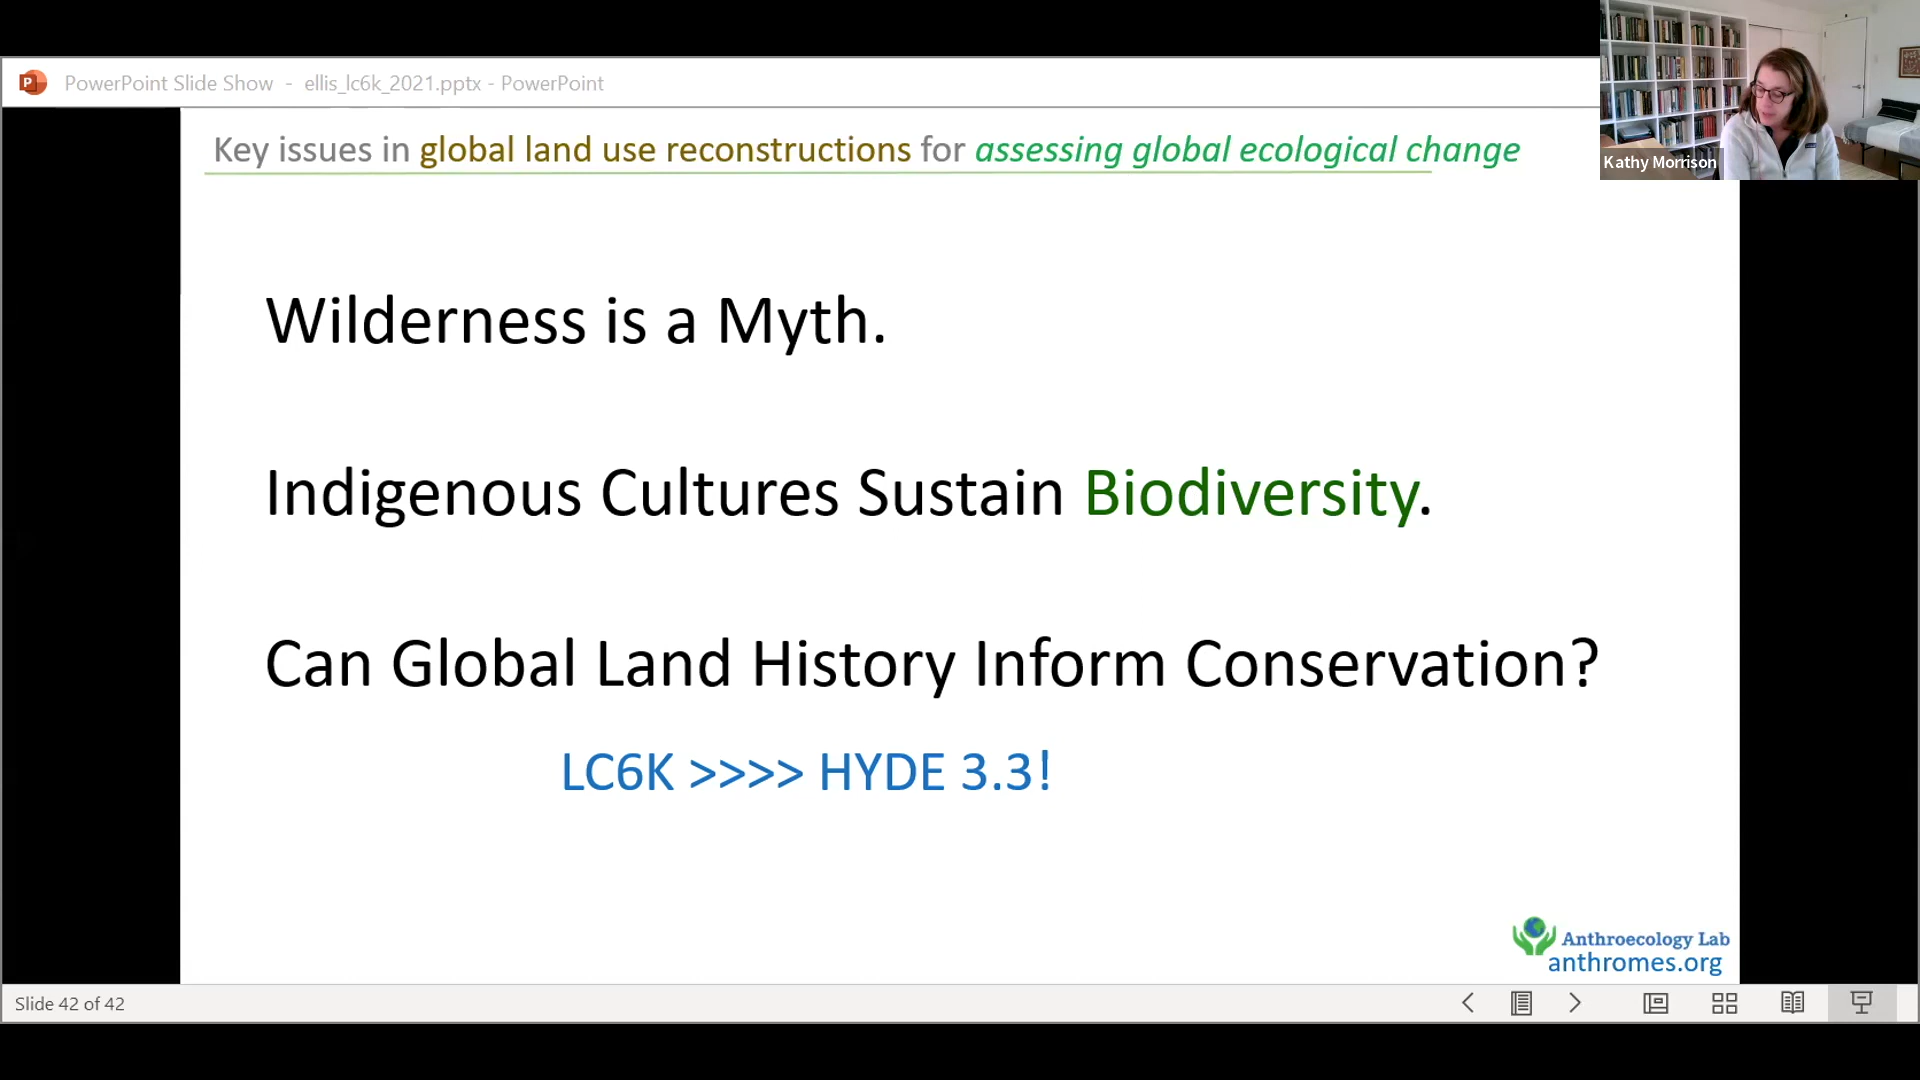 PowerPoint Slide Show - ellis_lc6k_2021.pptx - PowerPoint
Kathy Morrison
Key issues in global land use reconstructions for assessing global ecological change
Wilderness is a Myth.
Indigenous Cultures Sustain Biodiversity.
Can Global Land History Inform Conservation?
LC6K >>>> HYDE 3.3!
Anthroecology Lab
anthromes.org
Slide 42 of 42